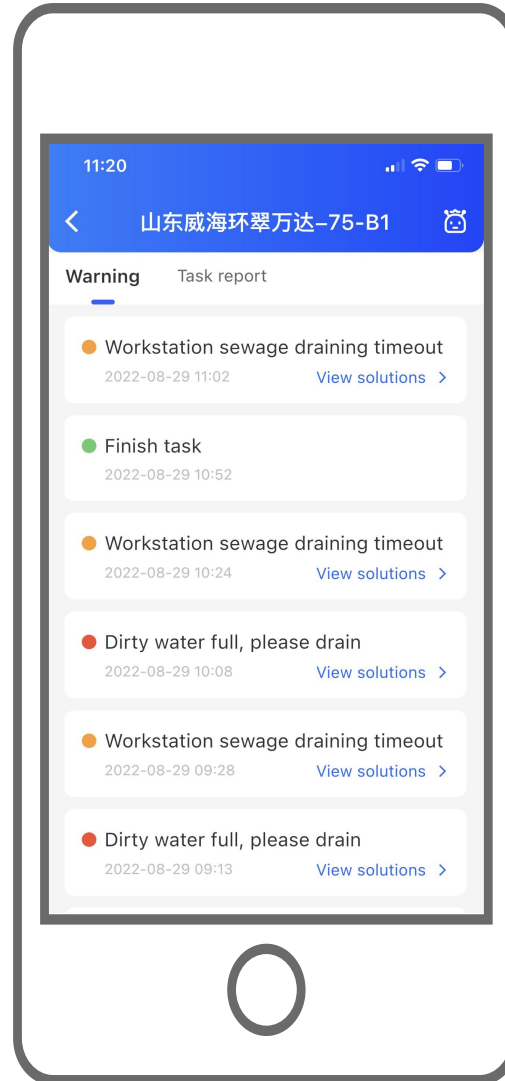 11:20
山东威海环翠万达–75-B1
Warning Task report
Workstation sewage draining timeout
2022-08-29 11:02 View solutions >
Finish task
2022-08-29 10:52
Workstation sewage draining timeout
2022-08-29 10:24 View solutions >
Dirty water full, please drain
2022-08-29 10:08 View solutions >
Workstation sewage draining timeout
2022-08-29 09:28 View solutions >
Dirty water full, please drain
2022-08-29 09:13 View solutions >